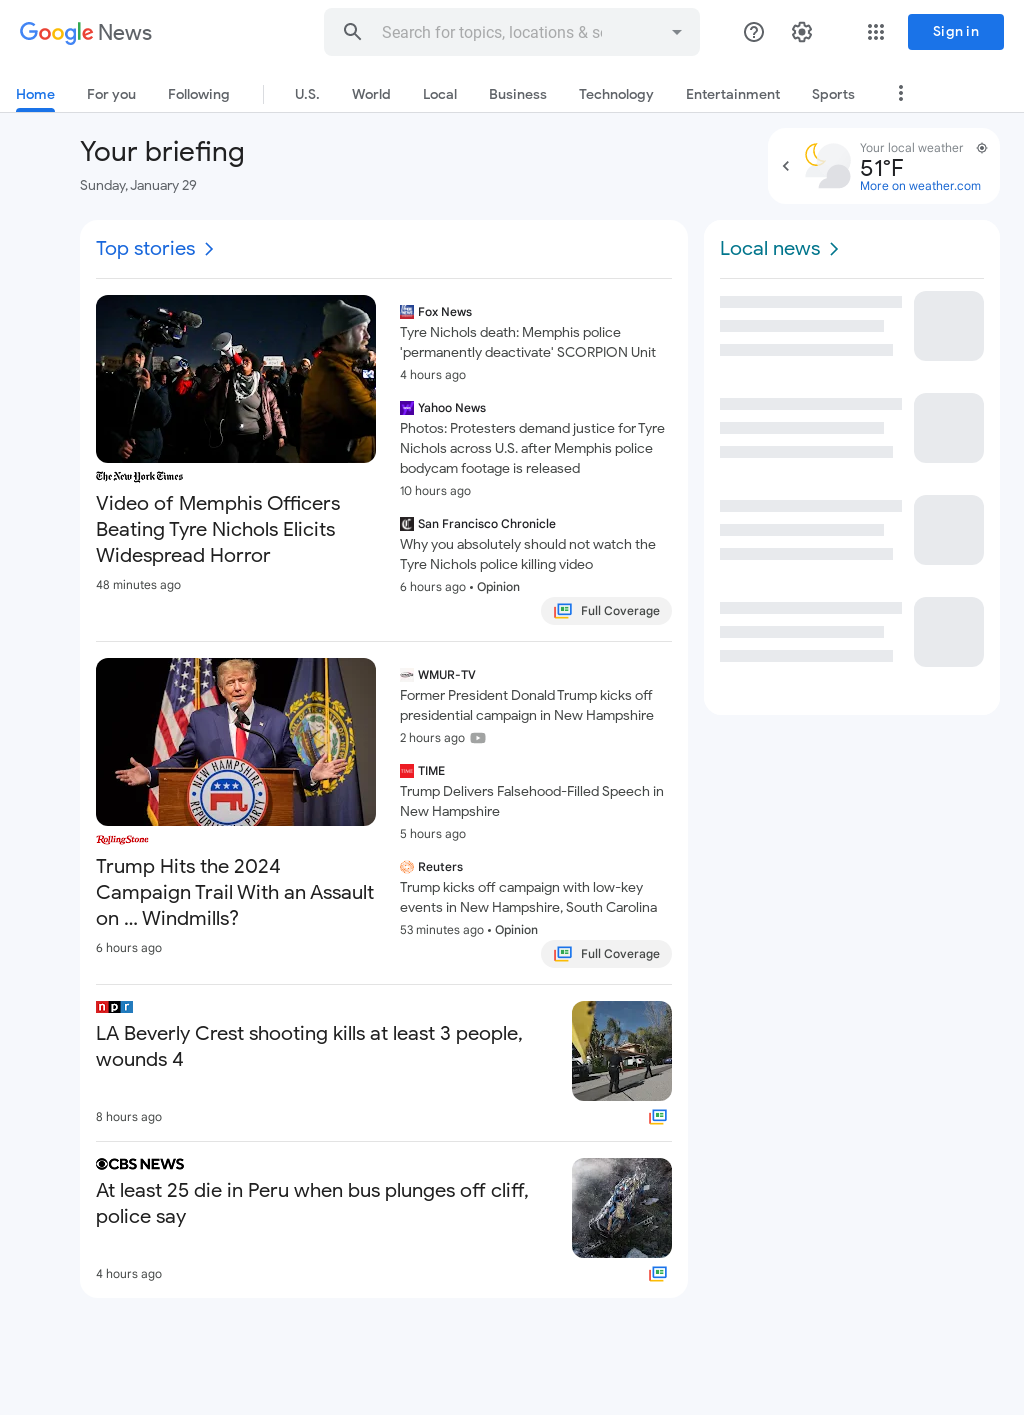 Google News
Search for topics, locations & s
Sign in
Home
For you
Following
U.S.
World
Local
Business
Technology
Entertainment
Sports
Your briefing
Sunday, January 29
Your local weather
51°F
More on weather.com
Top stories
The New York Times
Video of Memphis Officers
Beating Tyre Nichols Elicits
Widespread Horror
48 minutes ago
Fox News
Tyre Nichols death: Memphis police
'permanently deactivate' SCORPION Unit
4 hours ago
Yahoo News
Photos: Protesters demand justice for Tyre
Nichols across U.S. after Memphis police
bodycam footage is released
10 hours ago
San Francisco Chronicle
Why you absolutely should not watch the
Tyre Nichols police killing video
6 hours ago • Opinion
Full Coverage
NEW HAMPSHIRE
REPUBLICAN PARTY
RollingStone
Trump Hits the 2024
Campaign Trail With an Assault
on ... Windmills?
6 hours ago
WMUR-TV
Former President Donald Trump kicks off
presidential campaign in New Hampshire
2 hours ago
TIME
Trump Delivers Falsehood-Filled Speech in
New Hampshire
5 hours ago
Reuters
Trump kicks off campaign with low-key
events in New Hampshire, South Carolina
53 minutes ago • Opinion
Full Coverage
npr
LA Beverly Crest shooting kills at least 3 people,
wounds 4
8 hours ago
CBS NEWS
At least 25 die in Peru when bus plunges off cliff,
police say
4 hours ago
Local news